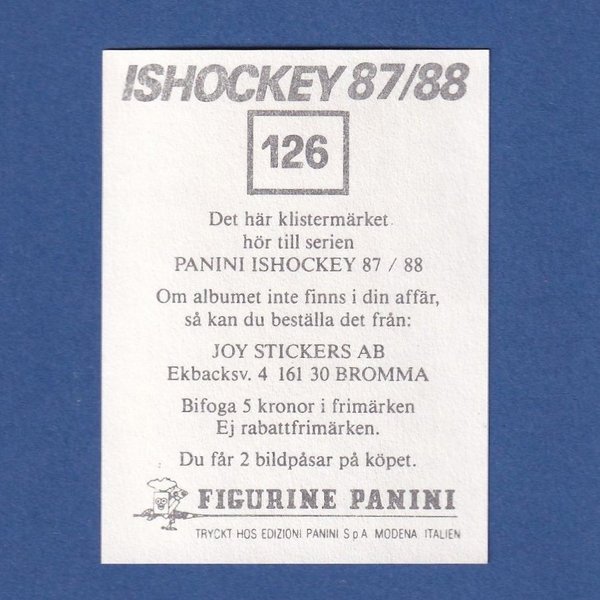 ISHOCKEY 87/88
126
Det här klistermärket
hör till serien
PANINI ISHOCKEY 87 / 88
Om albumet inte finns i din affär,
så kan du beställa det från:
JOY STICKERS AB
Ekbacksv. 4 161 30 BROMMA
Bifoga 5 kronor i frimärken
Ej rabattfrimärken.
Du får 2 bildpåsar på köpet.
FIGURINE PANINI
TRYCKT HOS EDIZIONI PANINI S.p.A. MODENA ITALIEN